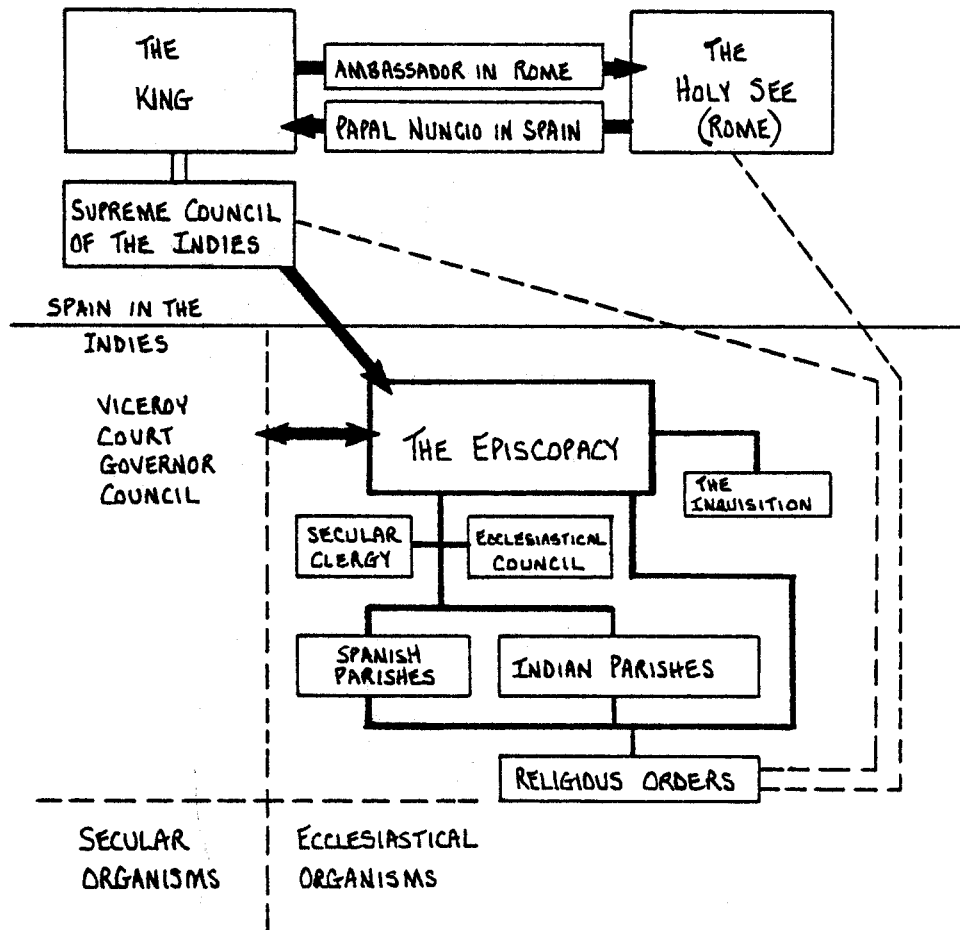 THE
KING
AMBASSADOR IN ROME
PAPAL NUNCIO IN SPAIN
THE
HOLY SEE
(ROME)
SUPREME COUNCIL
OF THE INDIES
SPAIN IN THE
INDIES
VICEROY
COURT
GOVERNOR
COUNCIL
THE EPISCOPACY
THE
INQUISITION
SECULAR
CLERGY
ECCLESIASTICAL
COUNCIL
SPANISH
PARISHES
INDIAN PARISHES
RELIGIOUS ORDERS
SECULAR
ORGANISMS
ECCLESIASTICAL
ORGANISMS